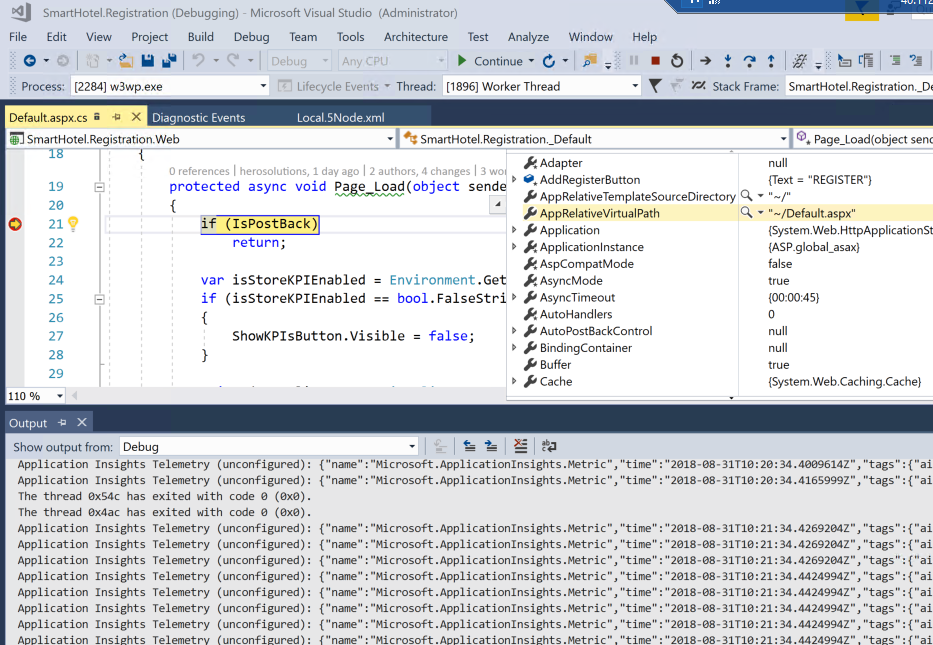 SmartHotel.Registration (Debugging) - Microsoft Visual Studio (Administrator)
File Edit View Project Build Debug Team Tools Architecture Test Analyze Window Help
Debug Any CPU Continue
Process: [2284] w3wp.exe Lifecycle Events Thread: [1896] Worker Thread Stack Frame: SmartHotel.Registration._De
Default.aspx.cs Diagnostic Events Local.5Node.xml
SmartHotel.Registration.Web SmartHotel.Registration._Default Page_Load(object send
18 {
0 references | herosolutions, 1 day ago | 2 authors, 4 changes | 3 wo
19 protected async void Page_Load(object sende
20 {
21 if (IsPostBack)
22 return;
23
24 var isStoreKPIEnabled = Environment.Get
25 if (isStoreKPIEnabled == bool.FalseStri
26 {
27 ShowKPIsButton.Visible = false;
28 }
29
Adapter null
AddRegisterButton {Text = "REGISTER"}
AppRelativeTemplateSourceDirectory "~/"
AppRelativeVirtualPath "~/Default.aspx"
Application {System.Web.HttpApplicationSt
ApplicationInstance {ASP.global_asax}
AspCompatMode false
AsyncMode true
AsyncTimeout {00:00:45}
AutoHandlers 0
AutoPostBackControl null
BindingContainer null
Buffer true
Cache {System.Web.Caching.Cache}
110 %
Output
Show output from: Debug
Application Insights Telemetry (unconfigured): {"name":"Microsoft.ApplicationInsights.Metric","time":"2018-08-31T10:20:34.4009614Z","tags":{"ai
Application Insights Telemetry (unconfigured): {"name":"Microsoft.ApplicationInsights.Metric","time":"2018-08-31T10:20:34.4165999Z","tags":{"ai
The thread 0x54c has exited with code 0 (0x0).
The thread 0x4ac has exited with code 0 (0x0).
Application Insights Telemetry (unconfigured): {"name":"Microsoft.ApplicationInsights.Metric","time":"2018-08-31T10:21:34.4269204Z","tags":{"ai
Application Insights Telemetry (unconfigured): {"name":"Microsoft.ApplicationInsights.Metric","time":"2018-08-31T10:21:34.4269204Z","tags":{"ai
Application Insights Telemetry (unconfigured): {"name":"Microsoft.ApplicationInsights.Metric","time":"2018-08-31T10:21:34.4269204Z","tags":{"ai
Application Insights Telemetry (unconfigured): {"name":"Microsoft.ApplicationInsights.Metric","time":"2018-08-31T10:21:34.4424994Z","tags":{"ai
Application Insights Telemetry (unconfigured): {"name":"Microsoft.ApplicationInsights.Metric","time":"2018-08-31T10:21:34.4424994Z","tags":{"ai
Application Insights Telemetry (unconfigured): {"name":"Microsoft.ApplicationInsights.Metric","time":"2018-08-31T10:21:34.4424994Z","tags":{"ai
Application Insights Telemetry (unconfigured): {"name":"Microsoft.ApplicationInsights.Metric","time":"2018-08-31T10:21:34.4424994Z","tags":{"ai
Application Insights Telemetry (unconfigured): {"name":"Microsoft.ApplicationInsights.Metric","time":"2018-08-31T10:21:34.4424994Z","tags":{"ai